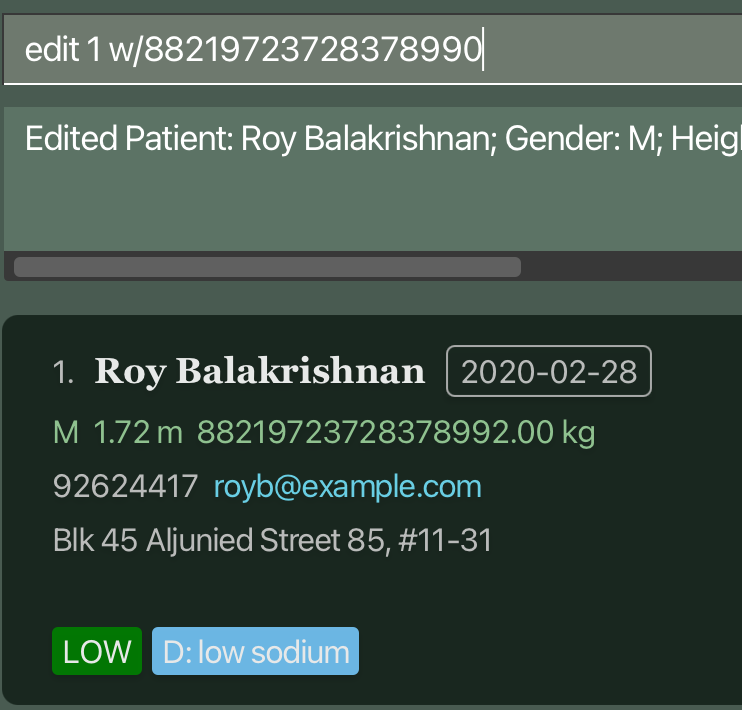 edit 1 w/88219723728378990
Edited Patient: Roy Balakrishnan; Gender: M; Heig
1. Roy Balakrishnan 2020-02-28
M 1.72 m 88219723728378992.00 kg
92624417 royb@example.com
Blk 45 Aljunied Street 85, #11-31
LOW D: low sodium